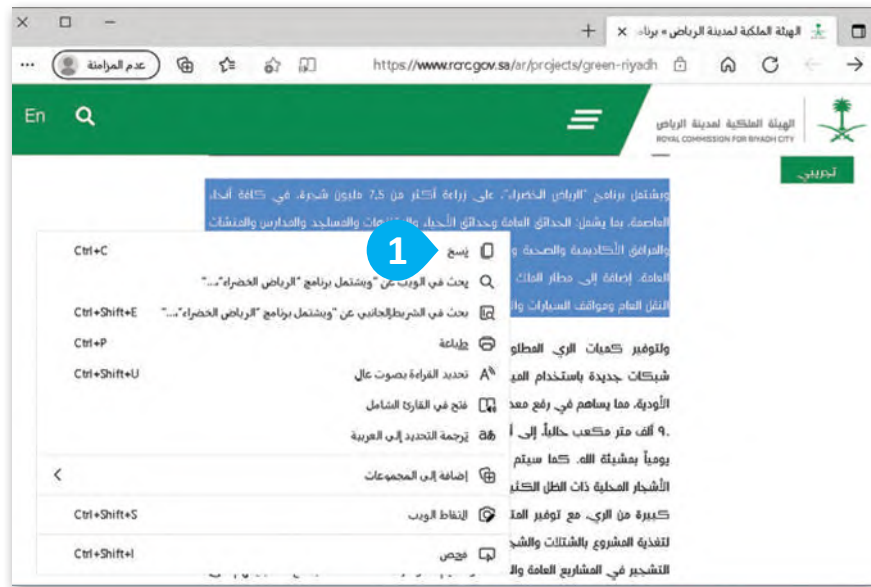 الهيئة الملكية لمدينة الرياض » برنا
https://www.rcrc.gov.sa/ar/projects/green-riyadh
عدم المزامنة
الهيئة الملكية لمدينة الرياض
ROYAL COMMISSION FOR RIYADH CITY
En
تجريبي
ويشتمل برنامج "الرياض الخضراء"، على زراعة أكثر من 7.5 مليون شجرة، في كافة أنحاء
العاصمة، بما يشمل: الحدائق العامة وحدائق الأحياء والمساجد والمدارس والمنشآت
والمرافق الأكاديمية والصحية و
العامة، إضافة إلى مطار الملك
النقل العام ومواقف السيارات وال
1
نسخ Ctrl+C
بحث في الويب عن "ويشتمل برنامج "الرياض الخضراء"،..."
بحث في الشريط الجانبي عن "ويشتمل برنامج "الرياض الخضراء"،..." Ctrl+Shift+E
طباعة Ctrl+P
تحديد القراءة بصوت عال Ctrl+Shift+U
فتح في القارئ الشامل
ترجمة التحديد إلى العربية
إضافة إلى المجموعات
التقاط الويب Ctrl+Shift+S
فحص Ctrl+Shift+I
ولتوفير كميات الري المطلو
شبكات جديدة باستخدام الميا
الأودية، مما يساهم في رفع معد
٩٠ ألف متر مكعب حالياً، إلى أ
يومياً بمشيئة الله. كما سيتم
الأشجار المحلية ذات الظل الكثي
كبيرة من الري، مع توفير المت
لتغذية المشروع بالشتلات والشج
التشجير في المشاريع العامة وال